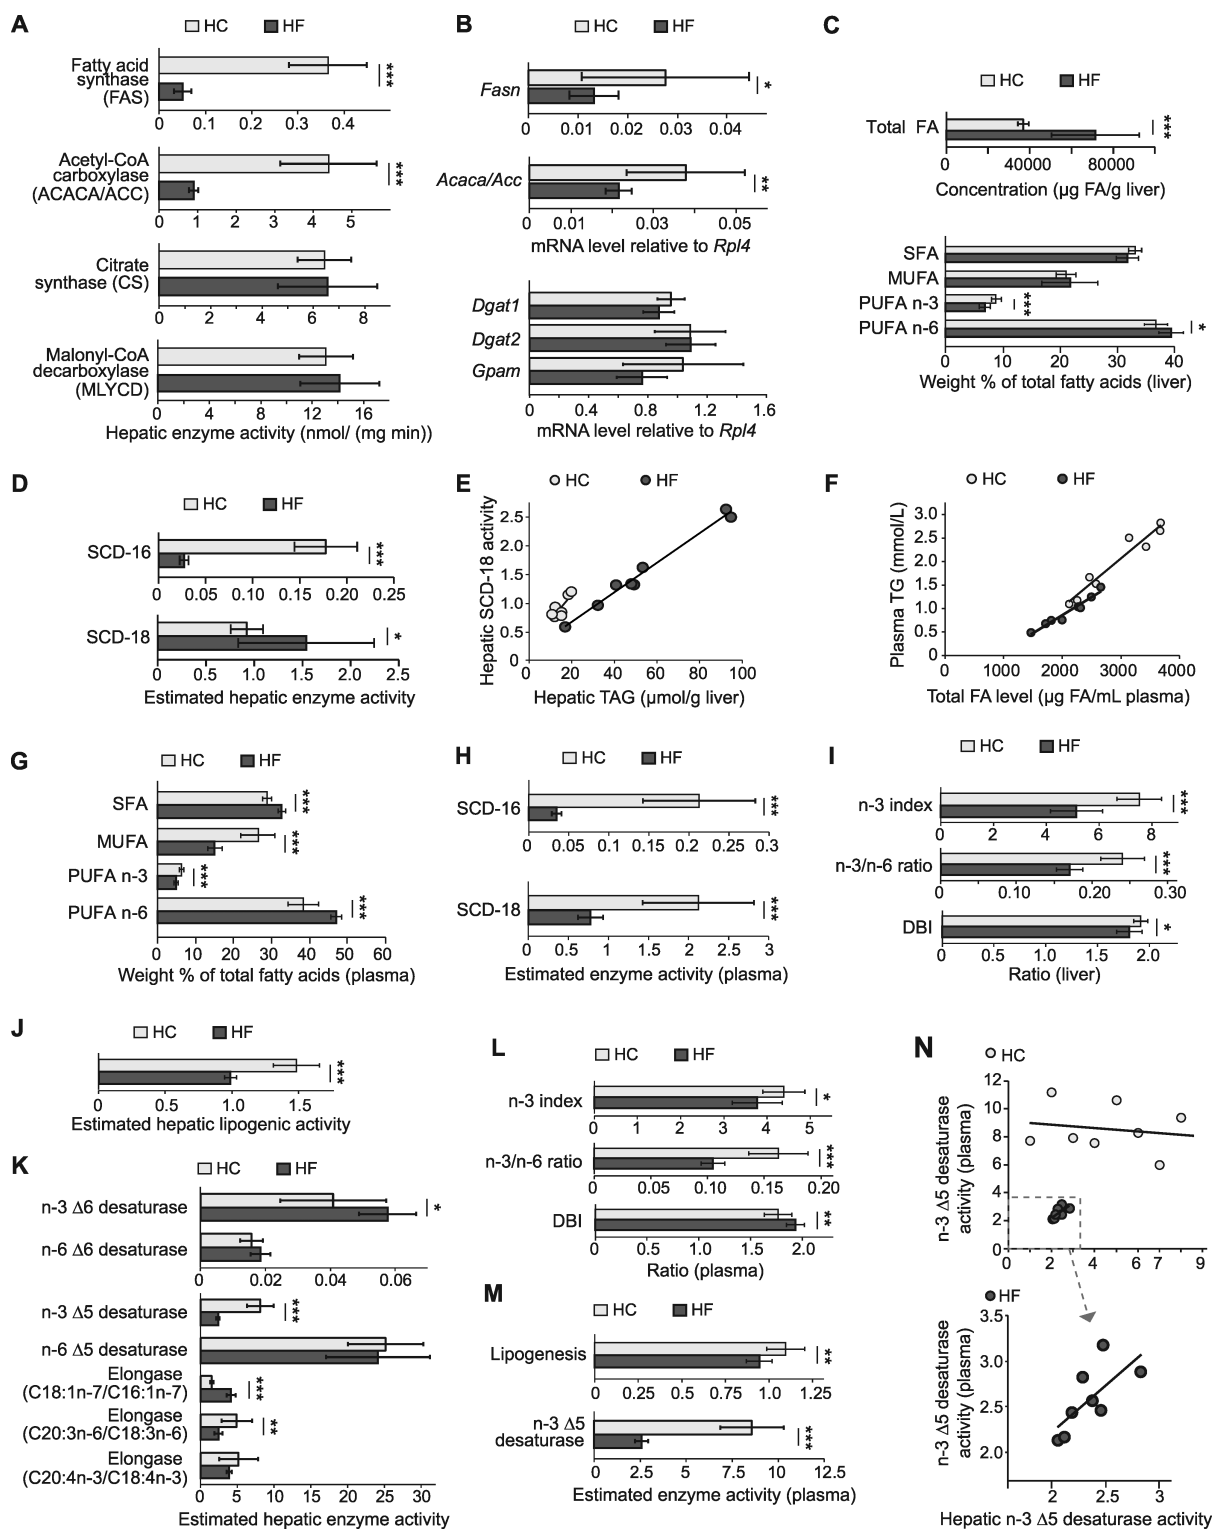 A
HC HF
Fatty acid
synthase
(FAS)
***
0 0.1 0.2 0.3 0.4
Acetyl-CoA
carboxylase
(ACACA/ACC)
***
0 1 2 3 4 5
Citrate
synthase (CS)
0 2 4 6 8
Malonyl-CoA
decarboxylase
(MLYCD)
0 4 8 12 16
Hepatic enzyme activity (nmol/ (mg min))
B
HC HF
Fasn
*
0 0.01 0.02 0.03 0.04
Acaca/Acc
**
0 0.01 0.03 0.05
mRNA level relative to Rpl4
Dgat1
Dgat2
Gpam
0 0.4 0.8 1.2 1.6
mRNA level relative to Rpl4
C
HC HF
Total FA
***
0 40000 80000
Concentration (µg FA/g liver)
SFA
MUFA
PUFA n-3
***
PUFA n-6
*
0 10 20 30 40
Weight % of total fatty acids (liver)
D
HC HF
SCD-16
***
0 0.05 0.10 0.15 0.20 0.25
SCD-18
*
0 0.5 1.0 1.5 2.0 2.5
Estimated hepatic enzyme activity
E
HC HF
Hepatic SCD-18 activity
2.5
2.0
1.5
1.0
0.5
0
0 20 40 60 80 100
Hepatic TAG (µmol/g liver)
F
HC HF
Plasma TG (mmol/L)
3.0
2.5
2.0
1.5
1.0
0.5
0
0 1000 2000 3000 4000
Total FA level (µg FA/mL plasma)
G
HC HF
SFA
***
MUFA
***
PUFA n-3
***
PUFA n-6
***
0 10 20 30 40 50 60
Weight % of total fatty acids (plasma)
H
HC HF
SCD-16
***
0 0.05 0.1 0.15 0.2 0.25 0.3
SCD-18
***
0 0.5 1 1.5 2 2.5 3
Estimated enzyme activity (plasma)
I
HC HF
n-3 index
***
0 2 4 6 8
n-3/n-6 ratio
***
0 0.10 0.20 0.30
DBI
*
0 0.5 1.0 1.5 2.0
Ratio (liver)
J
HC HF
***
0 0.5 1.0 1.5
Estimated hepatic lipogenic activity
K
HC HF
n-3 Δ6 desaturase
*
n-6 Δ6 desaturase
0 0.02 0.04 0.06
n-3 Δ5 desaturase
***
n-6 Δ5 desaturase
Elongase
(C18:1n-7/C16:1n-7)
***
Elongase
(C20:3n-6/C18:3n-6)
**
Elongase
(C20:4n-3/C18:4n-3)
0 5 10 15 20 25 30
Estimated hepatic enzyme activity
L
HC HF
n-3 index
*
0 1 2 3 4 5
n-3/n-6 ratio
***
0 0.05 0.10 0.15 0.20
DBI
**
0 0.5 1.0 1.5 2.0
Ratio (plasma)
M
HC HF
Lipogenesis
**
0 0.25 0.5 0.75 1.0 1.25
n-3 Δ5
desaturase
***
0 2.5 5 7.5 10 12.5
Estimated enzyme activity (plasma)
N
HC
n-3 Δ5 desaturase
activity (plasma)
12
10
8
6
4
2
0
0 2 4 6 7 9
HF
n-3 Δ5 desaturase
activity (plasma)
3.5
3.0
2.5
2.0
2 2.5 3
Hepatic n-3 Δ5 desaturase activity